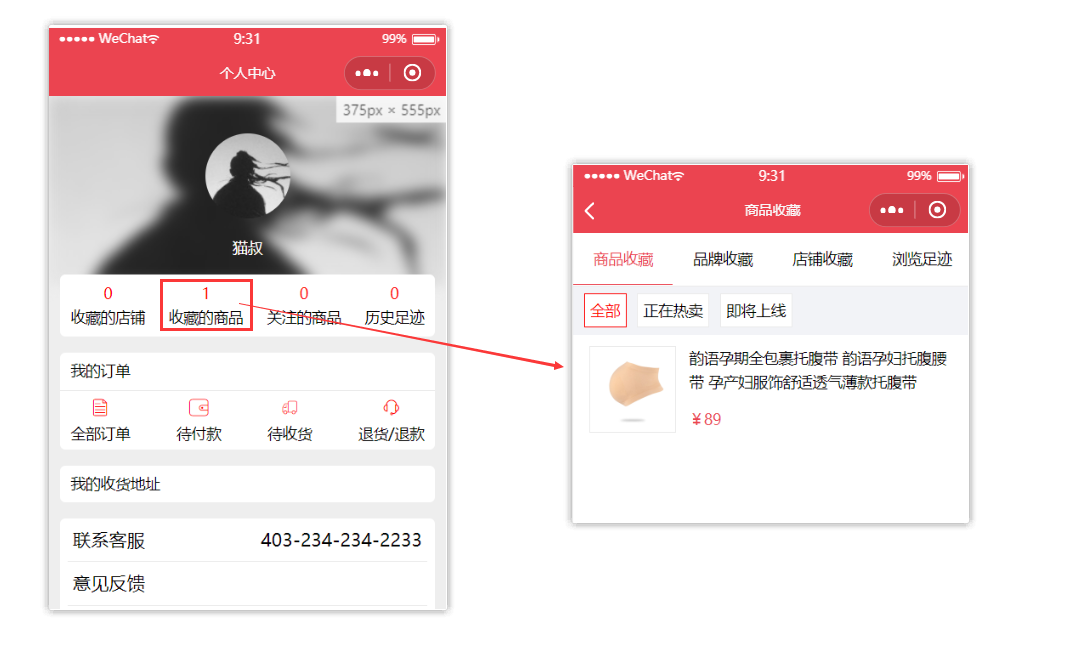 WeChat 9:31 99%
个人中心
375px × 555px
猫叔
0 1 0 0
收藏的店铺 收藏的商品 关注的商品 历史足迹
我的订单
全部订单 待付款 待收货 退货/退款
我的收货地址
联系客服 403-234-234-2233
意见反馈
WeChat 9:31 99%
商品收藏
商品收藏 品牌收藏 店铺收藏 浏览足迹
全部 正在热卖 即将上线
韵语孕期全包裹托腹带 韵语孕妇托腹腰
带 孕产妇服饰舒适透气薄款托腹带
￥89